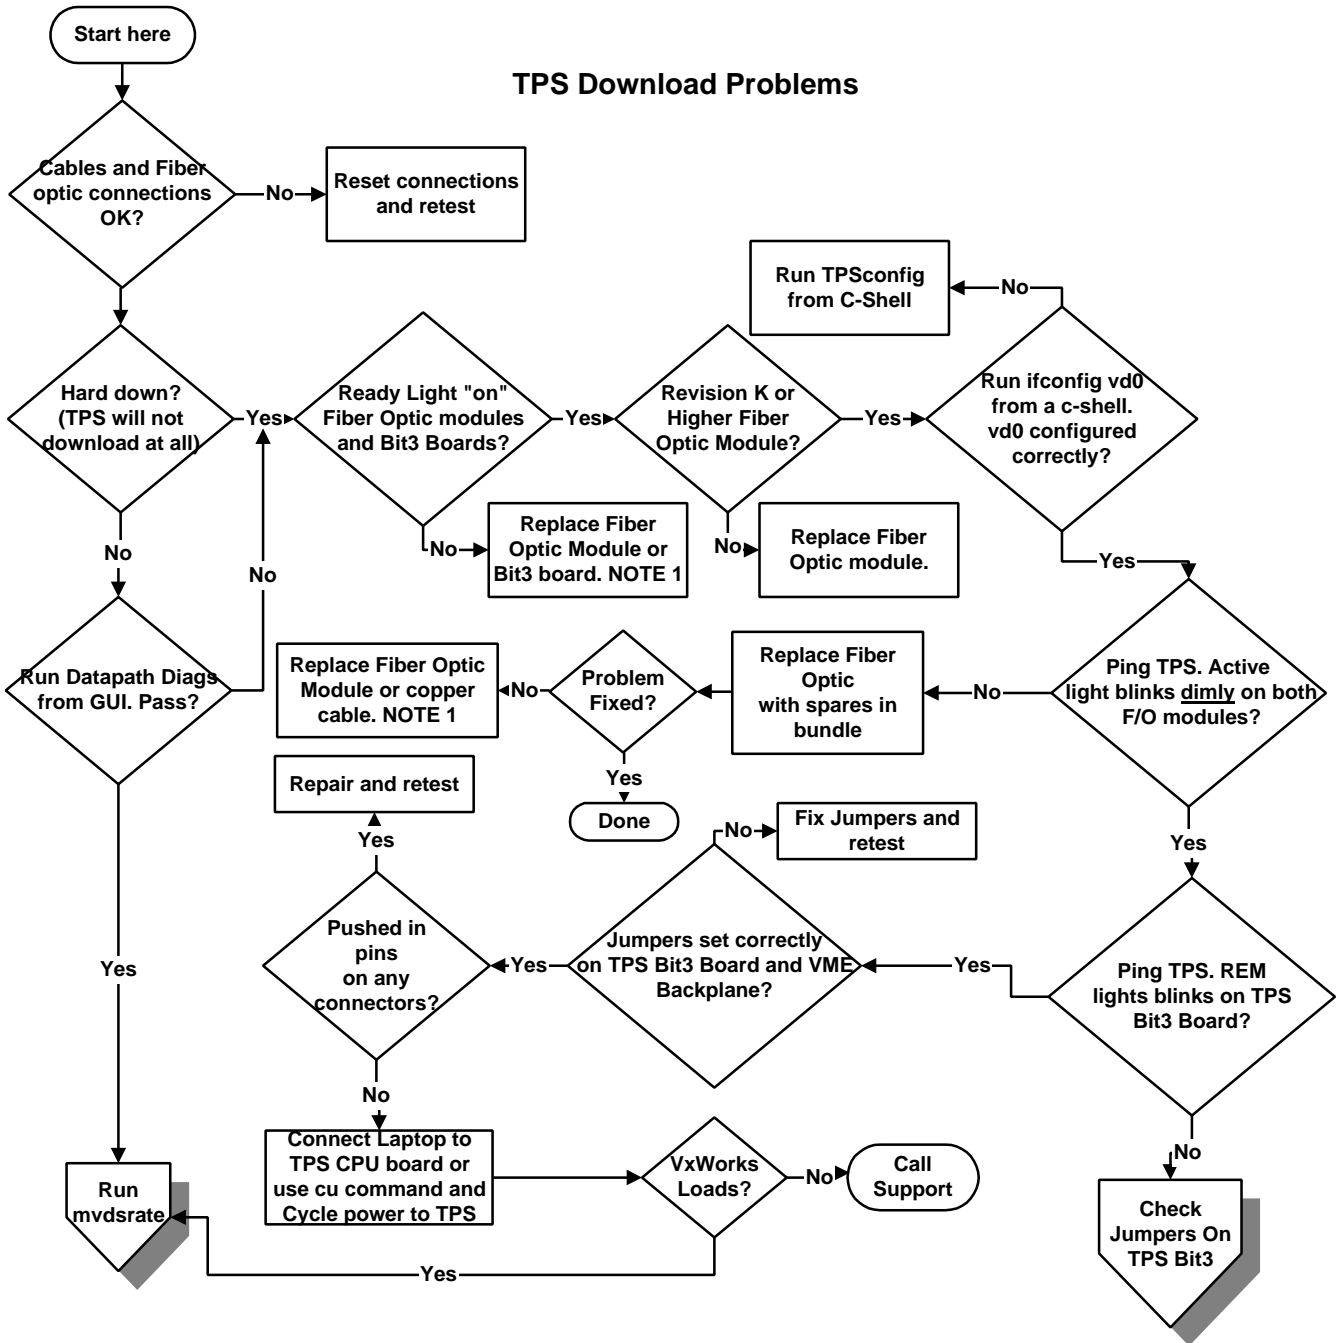 Start here
TPS Download Problems
Cables and Fiber
optic connections
OK?
No
Reset connections
and retest
Run TPSconfig
from C-Shell
No
Hard down?
(TPS will not
download at all)
Yes
Ready Light "on"
Fiber Optic modules
and Bit3 Boards?
Yes
Revision K or
Higher Fiber
Optic Module?
Yes
Run ifconfig vd0
from a c-shell.
vd0 configured
correctly?
No
No
Replace Fiber
Optic Module or
Bit3 board. NOTE 1
No
Replace Fiber
Optic module.
Yes
No
Run Datapath Diags
from GUI. Pass?
Replace Fiber Optic
Module or copper
cable. NOTE 1
No
Problem
Fixed?
Replace Fiber
Optic
with spares in
bundle
No
Ping TPS. Active
light blinks dimly on both
F/O modules?
Yes
Done
Repair and retest
Yes
No
Fix Jumpers and
retest
Yes
Yes
Pushed in
pins
on any
connectors?
Yes
Jumpers set correctly
on TPS Bit3 Board and VME
Backplane?
Yes
Ping TPS. REM
lights blinks on TPS
Bit3 Board?
No
No
Run
mvdsrate
Connect Laptop to
TPS CPU board or
use cu command and
Cycle power to TPS
VxWorks
Loads?
No
Call
Support
Check
Jumpers On
TPS Bit3
Yes